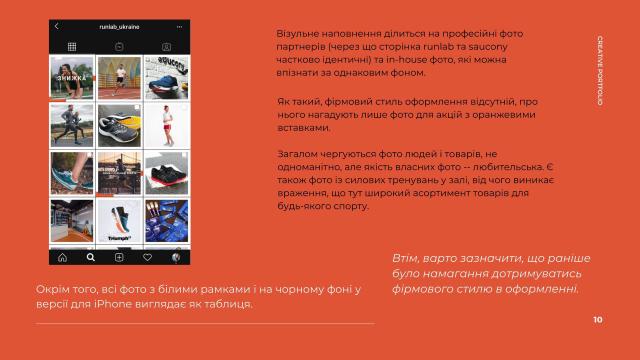 runlab_ukraine
saucony
ЗНИЖКА
Triumph
Візуальне наповнення ділиться на професійні фото
партнерів (через що сторінка runlab та saucony
частково ідентичні) та in-house фото, які можна
впізнати за однаковим фоном.
Як такий, фірмовий стиль оформлення відсутній, про
нього нагадують лише фото для акцій з оранжевими
вставками.
Загалом чергуються фото людей і товарів, не
одноманітно, але якість власних фото -- любительська. Є
також фото із силових тренувань у залі, від чого виникає
враження, що тут широкий асортимент товарів для
будь-якого спорту.
CREATIVE PORTFOLIO
Окрім того, всі фото з білими рамками і на чорному фоні у
версії для iPhone виглядає як таблиця.
Втім, варто зазначити, що раніше
було намагання дотримуватись
фірмового стилю в оформленні.
10